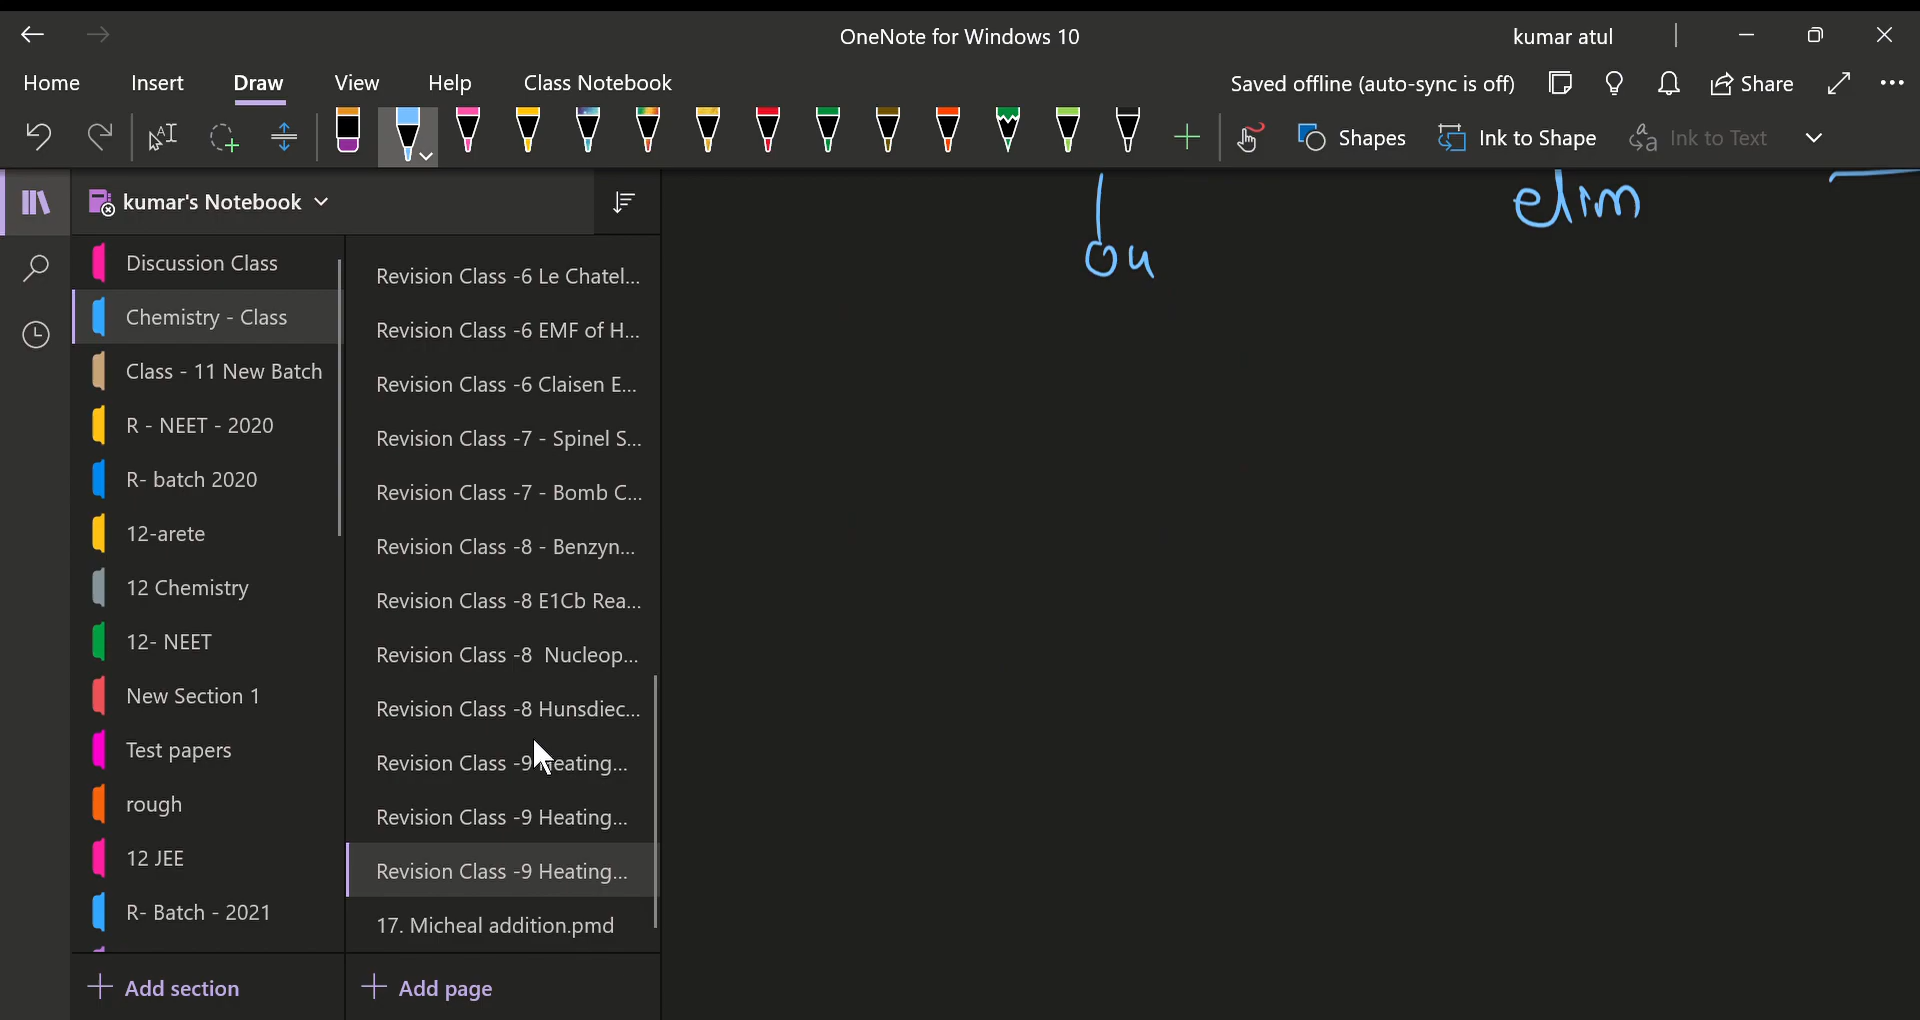 OneNote for Windows 10
kumar atul
Home Insert Draw View Help Class Notebook
Saved offline (auto-sync is off) Share
Shapes Ink to Shape Ink to Text
kumar's Notebook
Discussion Class
Chemistry - Class
Class - 11 New Batch
R - NEET - 2020
R- batch 2020
12-arete
12 Chemistry
12- NEET
New Section 1
Test papers
rough
12 JEE
R- Batch - 2021
Add section
Revision Class -6 Le Chatel...
Revision Class -6 EMF of H...
Revision Class -6 Claisen E...
Revision Class -7 - Spinel S...
Revision Class -7 - Bomb C...
Revision Class -8 - Benzyn...
Revision Class -8 E1Cb Rea...
Revision Class -8 Nucleop...
Revision Class -8 Hunsdiec...
Revision Class -9 Heating...
Revision Class -9 Heating...
Revision Class -9 Heating...
17. Micheal addition.pmd
Add page
elim